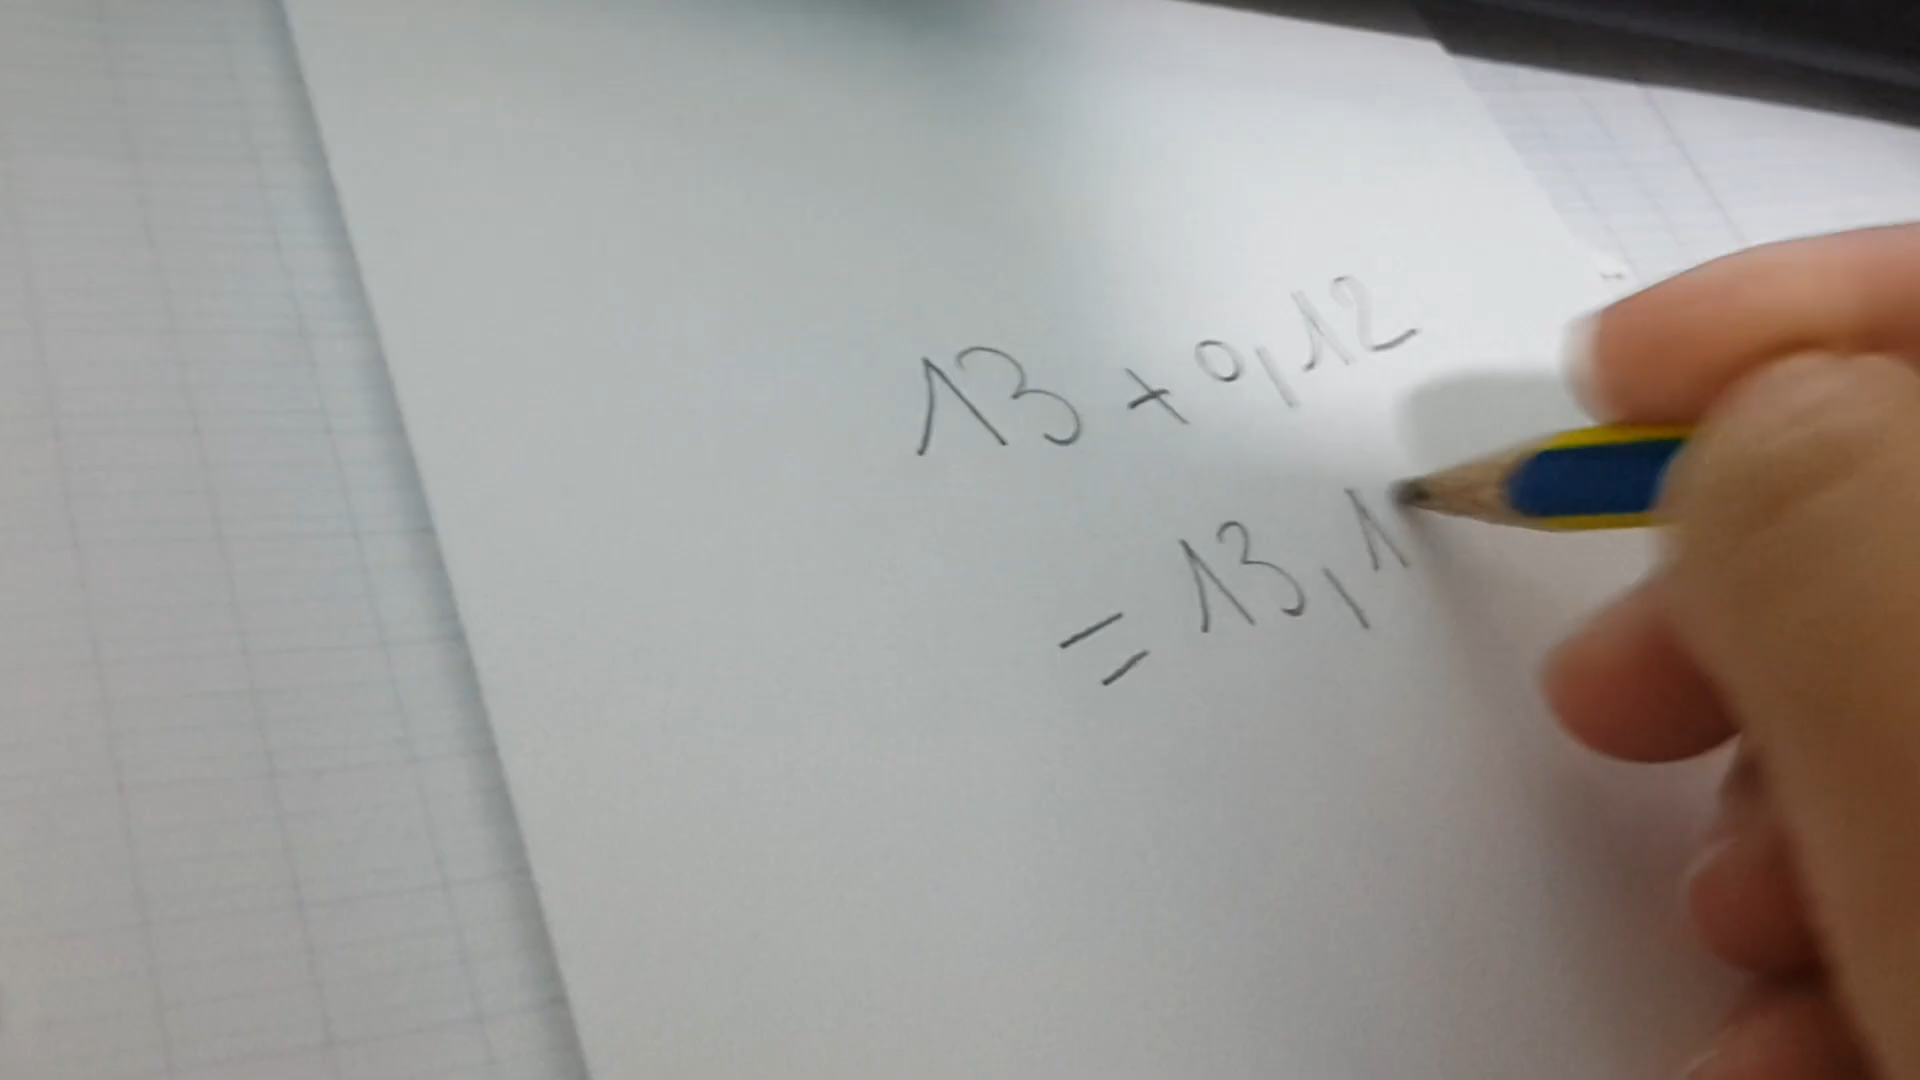 13 + 0,12
= 13,1